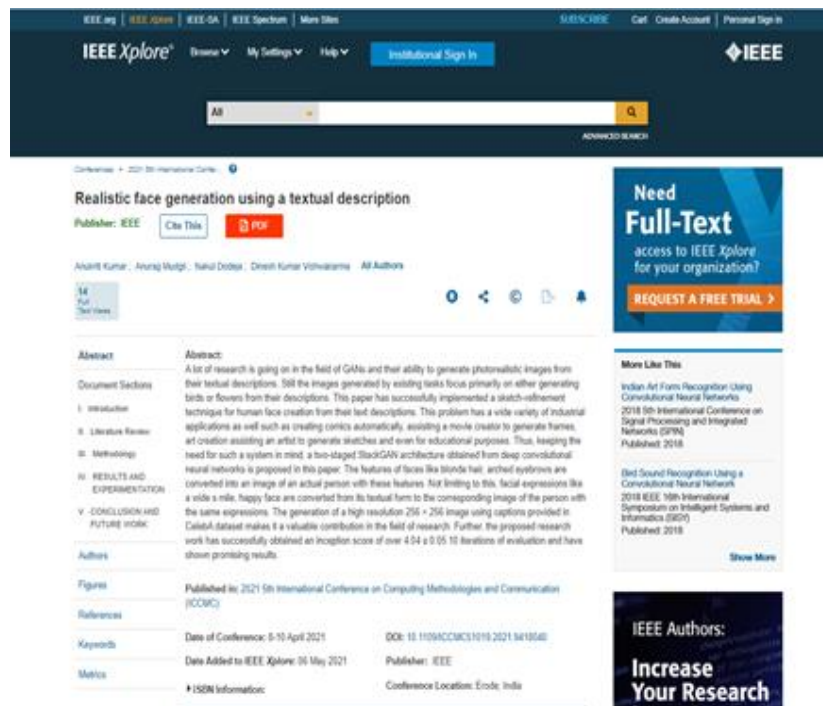 IEEE.org | IEEE Xplore | IEEE-SA | IEEE Spectrum | More Sites
SUBSCRIBE
Cart Create Account | Personal Sign In
IEEE Xplore®
Browse
My Settings
Help
Institutional Sign In
IEEE
All
ADVANCED SEARCH
Conferences > 2021 5th International Confe...
Realistic face generation using a textual description
Publisher: IEEE
Cite This
PDF
Kumar ; Anurag Mudgil ; Nakul Dodeja ; Dinesh Kumar Vishwakarma All Authors
14
Full
Text Views
Abstract
Document Sections
I. Introduction
II. Literature Review
III. Methodology
IV. RESULTS AND
EXPERIMENTATION
V. CONCLUSION AND
FUTURE WORK
Authors
Figures
References
Keywords
Metrics
Abstract:
A lot of research is going on in the field of GANs and their ability to generate photorealistic images from
their textual descriptions. Still the images generated by existing tasks focus primarily on either generating
birds or flowers from their descriptions. This paper has successfully implemented a sketch-refinement
technique for human face creation from their text descriptions. This problem has a wide variety of industrial
applications as well such as creating comics automatically, assisting a movie creator to generate frames,
art creation assisting an artist to generate sketches and even for educational purposes. Thus, keeping the
need for such a system in mind, a two-staged StackGAN architecture obtained from deep convolutional
neural networks is proposed in this paper. The features of faces like blonde hair, arched eyebrows are
converted into an image of an actual person with these features. Not limiting to this, facial expressions like
a wide s mile, happy face are converted from its textual form to the corresponding image of the person with
the same expressions. The generation of a high resolution 256 × 256 image using captions provided in
CelebA dataset makes it a valuable contribution in the field of research. Further, the proposed research
work has successfully obtained an inception score of over 4.04 ± 0.05 10 iterations of evaluation and have
shown promising results.
Published in: 2021 5th International Conference on Computing Methodologies and Communication
(ICCMC)
Date of Conference: 8-10 April 2021
DOI: 10.1109/ICCMC51019.2021.9418040
Date Added to IEEE Xplore: 06 May 2021
Publisher: IEEE
ISBN Information:
Conference Location: Erode, India
Need
Full-Text
access to IEEE Xplore
for your organization?
REQUEST A FREE TRIAL >
More Like This
Indian Art Form Recognition Using
Convolutional Neural Networks
2018 5th International Conference on
Signal Processing and Integrated
Networks (SPIN)
Published: 2018
Bird Sound Recognition Using a
Convolutional Neural Network
2018 IEEE 16th International
Symposium on Intelligent Systems and
Informatics (SISY)
Published: 2018
Show More
IEEE Authors:
Increase
Your Research